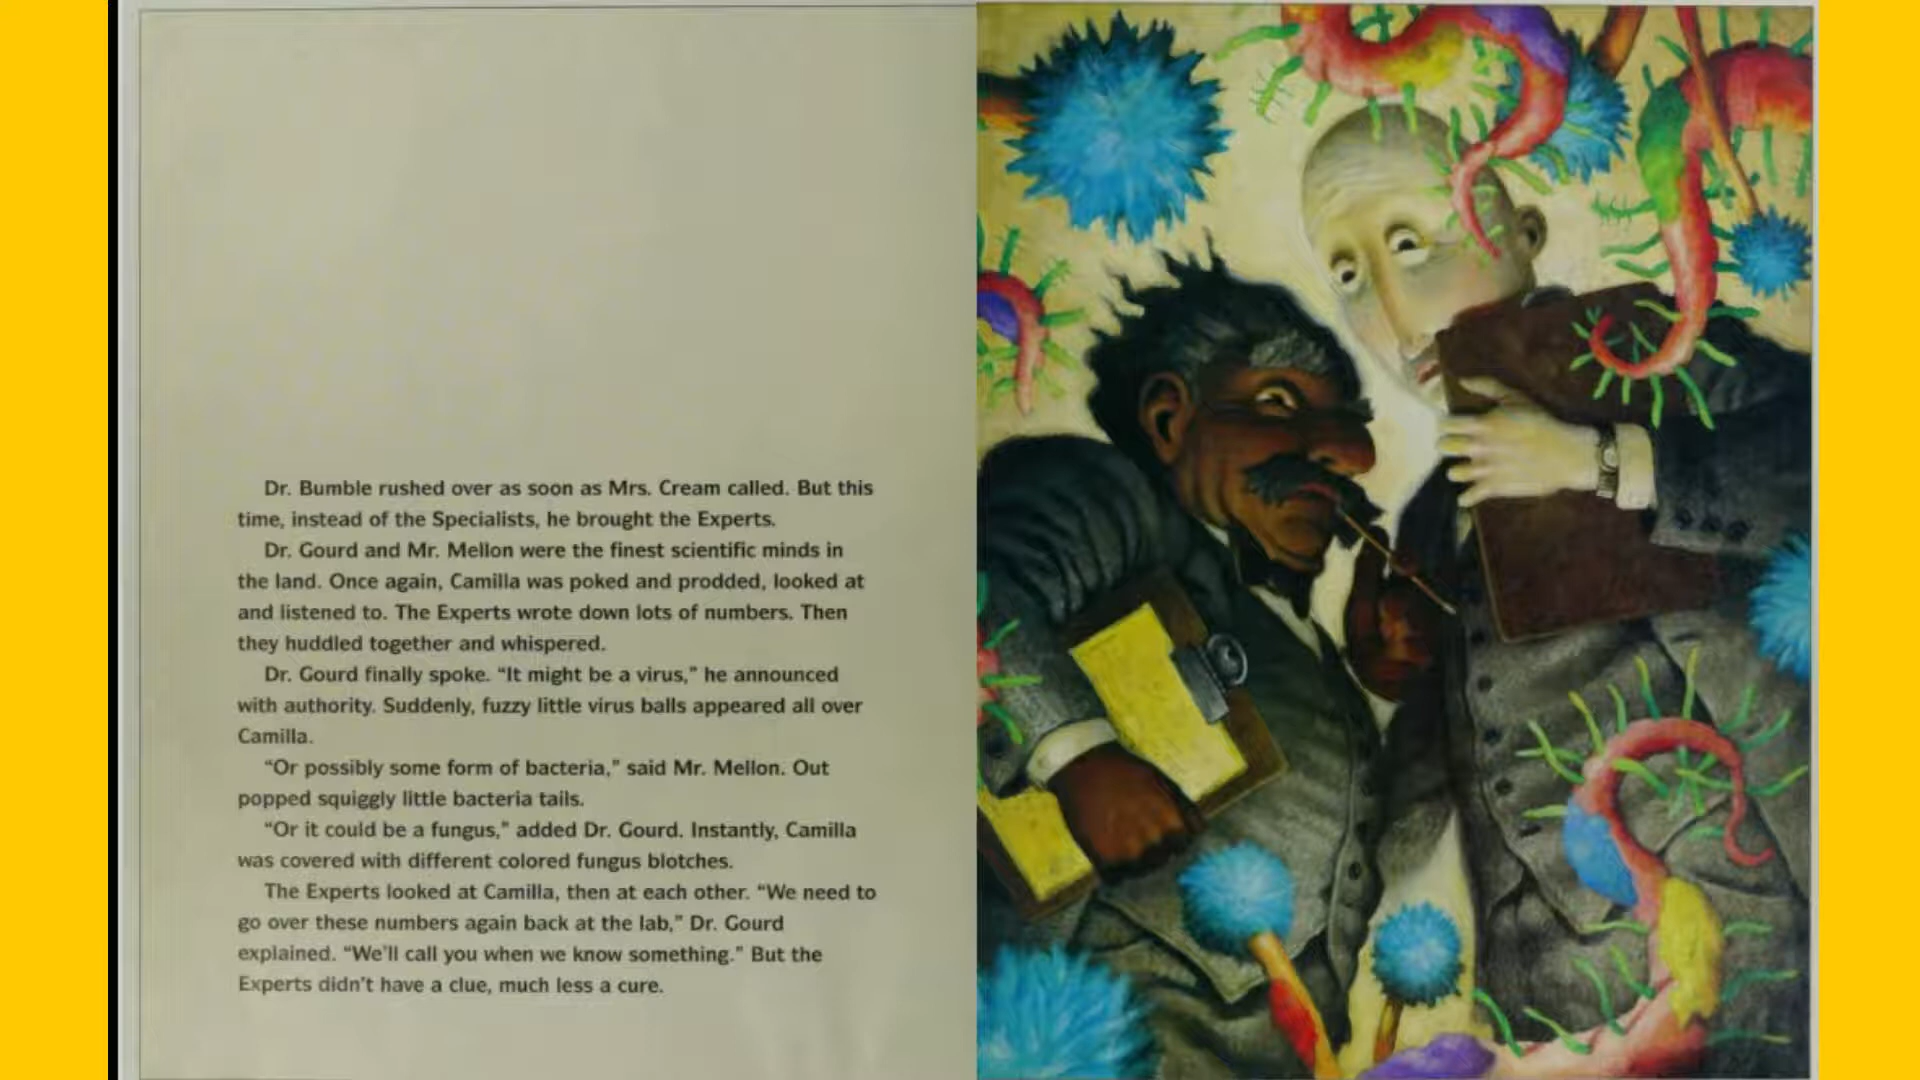 Dr. Bumble rushed over as soon as Mrs. Cream called. But this
time, instead of the Specialists, he brought the Experts.
Dr. Gourd and Mr. Mellon were the finest scientific minds in
the land. Once again, Camilla was poked and prodded, looked at
and listened to. The Experts wrote down lots of numbers. Then
they huddled together and whispered.
Dr. Gourd finally spoke. “It might be a virus,” he announced
with authority. Suddenly, fuzzy little virus balls appeared all over
Camilla.
“Or possibly some form of bacteria,” said Mr. Mellon. Out
popped squiggly little bacteria tails.
“Or it could be a fungus,” added Dr. Gourd. Instantly, Camilla
was covered with different colored fungus blotches.
The Experts looked at Camilla, then at each other. “We need to
go over these numbers again back at the lab,” Dr. Gourd
explained. “We’ll call you when we know something.” But the
Experts didn’t have a clue, much less a cure.